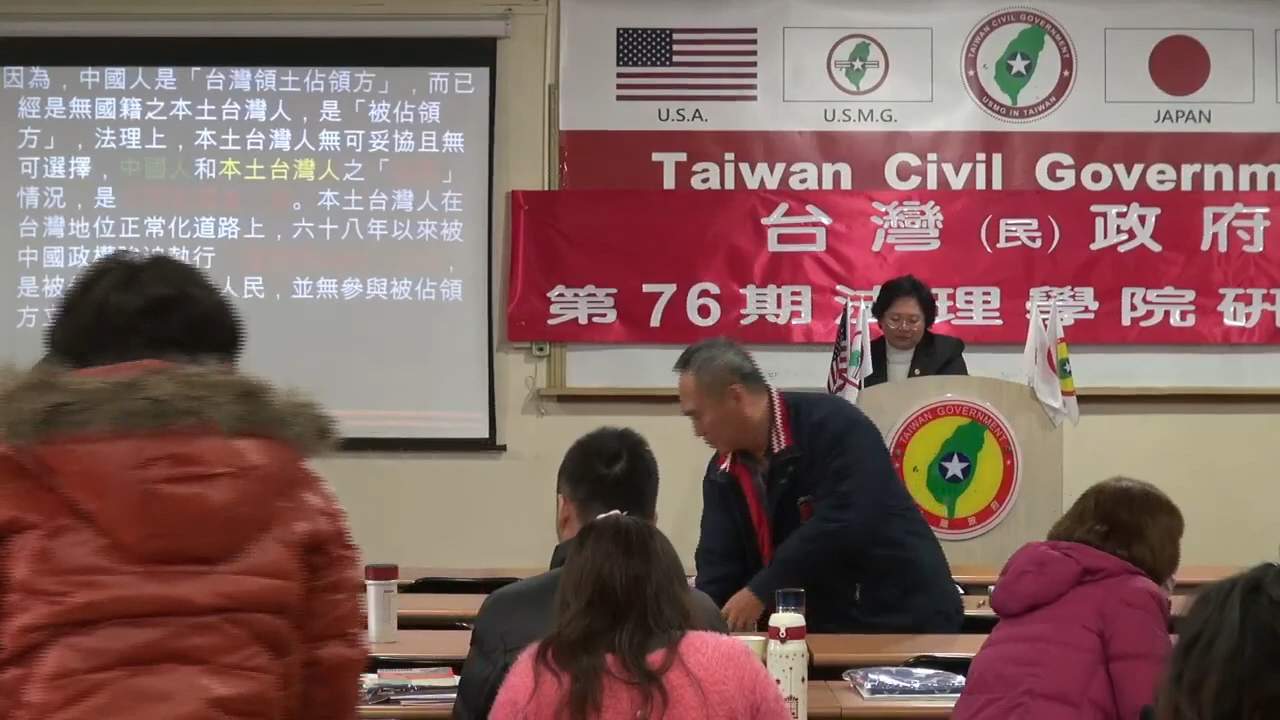 因為，中國人是「台灣領土佔領方」，而已
經是無國籍之本土台灣人，是「被佔領
方」，法理上，本土台灣人無可妥協且無
可選擇，中國人和本土台灣人之「
」
情況，是
。本土台灣人在
台灣地位正常化道路上，六十八年以來被
中國政權強迫執行
，
是被
人民，並無參與被佔領
方
U.S.A.
U.S.M.G.
TAIWAN CIVIL GOVERNMENT
USMG IN TAIWAN
JAPAN
Taiwan Civil Governm
台灣(民)政府
第76期法理學院研
TAIWAN GOVERNMENT
政府